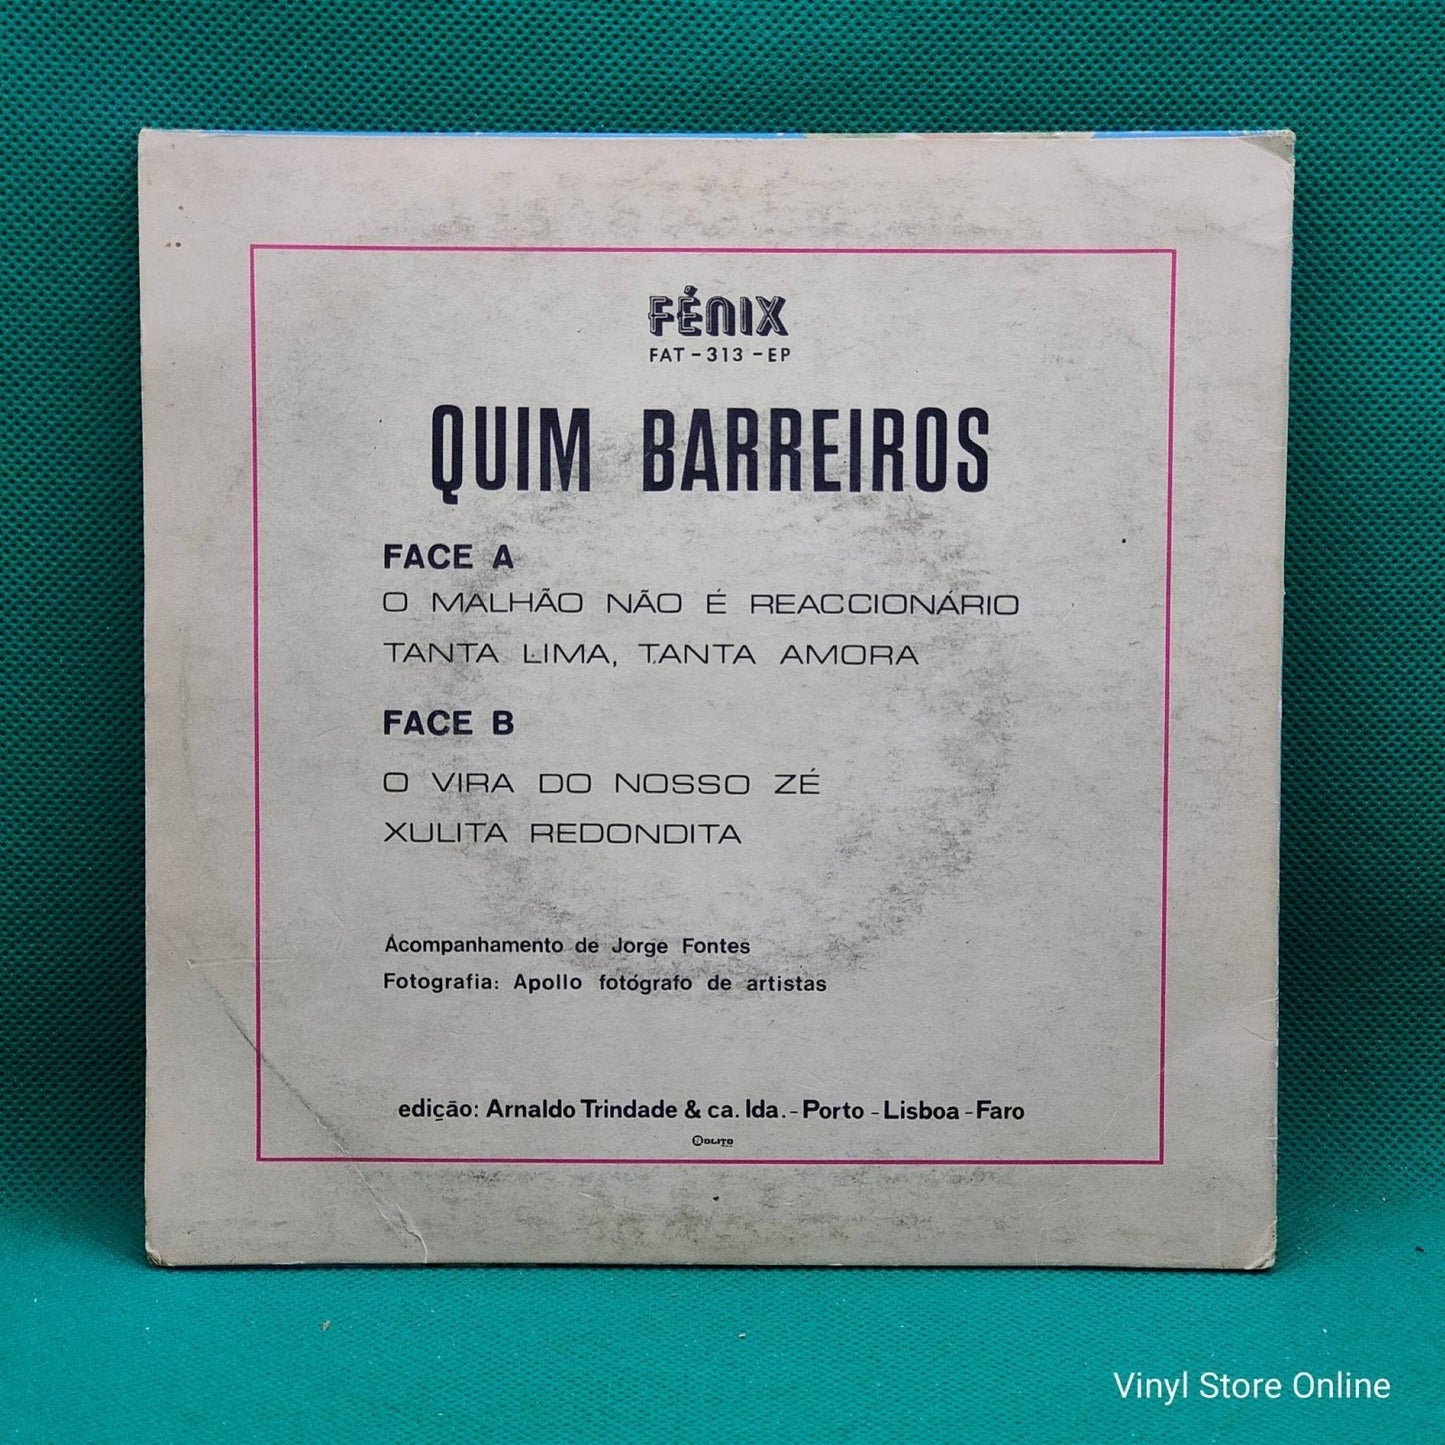 FÉNIX
FAT - 313 - EP
QUIM BARREIROS
FACE A
O MALHÃO NÃO É REACCIONÁRIO
TANTA LIMA, TANTA AMORA
FACE B
O VIRA DO NOSSO ZÉ
XULITA REDONDITA
Acompanhamento de Jorge Fontes
Fotografia: Apollo fotógrafo de artistas
edição: Arnaldo Trindade & ca. lda. - Porto - Lisboa - Faro
Vinyl Store Online